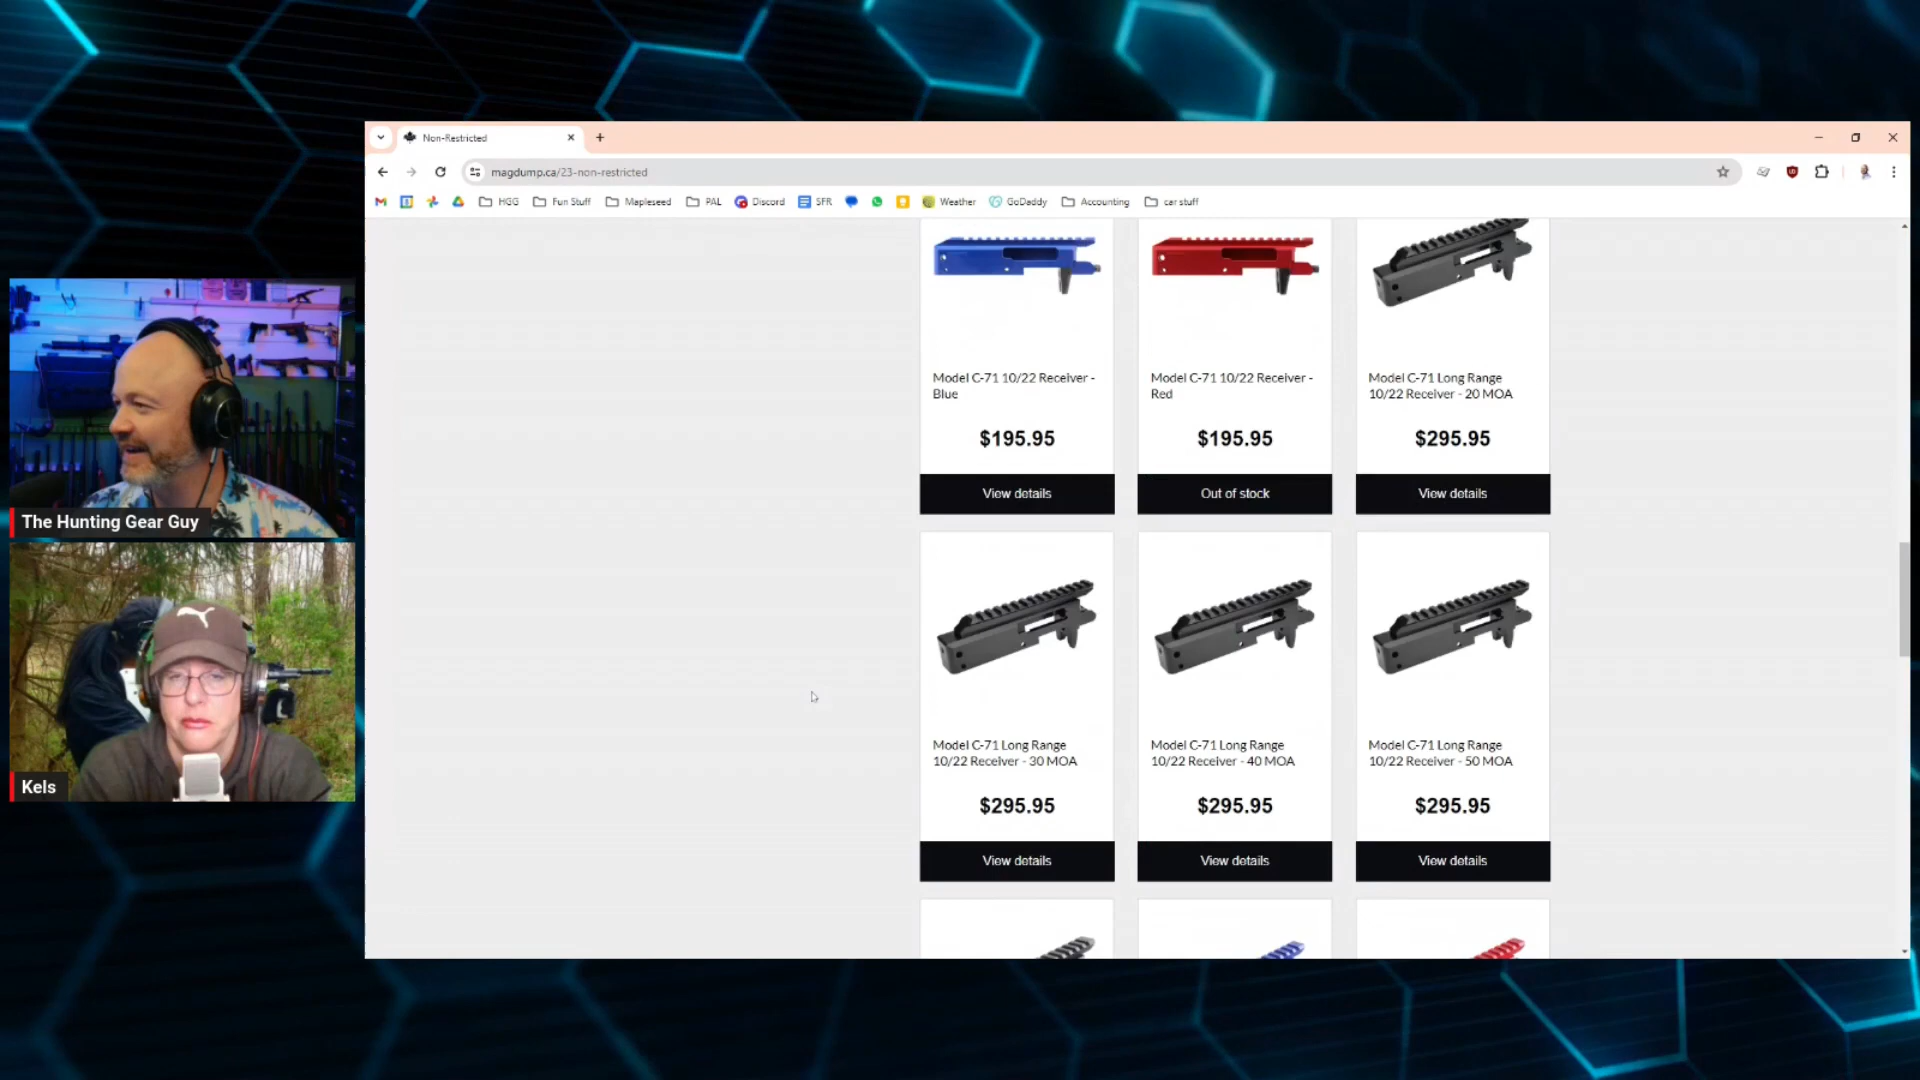 Non-Restricted
magdump.ca/23-non-restricted
HGG
Fun Stuff
Mapleseed
PAL
Discord
SFR
Weather
GoDaddy
Accounting
car stuff
Model C-71 10/22 Receiver -
Blue
$195.95
View details
Model C-71 10/22 Receiver -
Red
$195.95
Out of stock
Model C-71 Long Range
10/22 Receiver - 20 MOA
$295.95
View details
The Hunting Gear Guy
Kels
Model C-71 Long Range
10/22 Receiver - 30 MOA
$295.95
View details
Model C-71 Long Range
10/22 Receiver - 40 MOA
$295.95
View details
Model C-71 Long Range
10/22 Receiver - 50 MOA
$295.95
View details